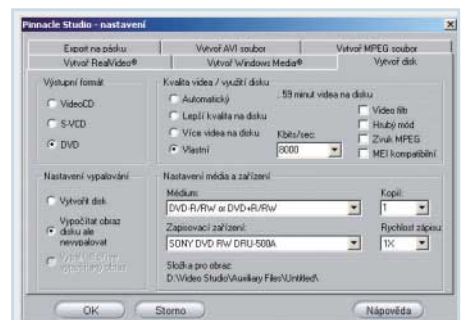 Pinnacle Studio - nastavení
Export na pásku
Vytvoř AVI soubor
Vytvoř MPEG soubor
Vytvoř RealVideo®
Vytvoř Windows Media®
Vytvoř disk
Výstupní formát
VideoCD
S-VCD
DVD
Kvalita videa / využití disku
Automatický
Lepší kvalita na disku
Více videa na disku
Vlastní
59 minut videa na disku
Kbits/sec:
8000
Video filtr
Hrubý mód
Zvuk MPEG
MEI kompatibilní
Nastavení vypalování
Vytvořit disk
Vypočítat obraz
disku ale
nevypalovat
Nastavení média a zařízení
Médium:
DVD-R/RW or DVD+R/RW
Kopií:
1
Zapisovací zařízení:
SONY DVD RW DRU-500A
Rychlost zápisu:
1X
Složka pro obraz:
D:\Video Studio\Auxiliary Files\Untitled\
OK
Storno
Nápověda